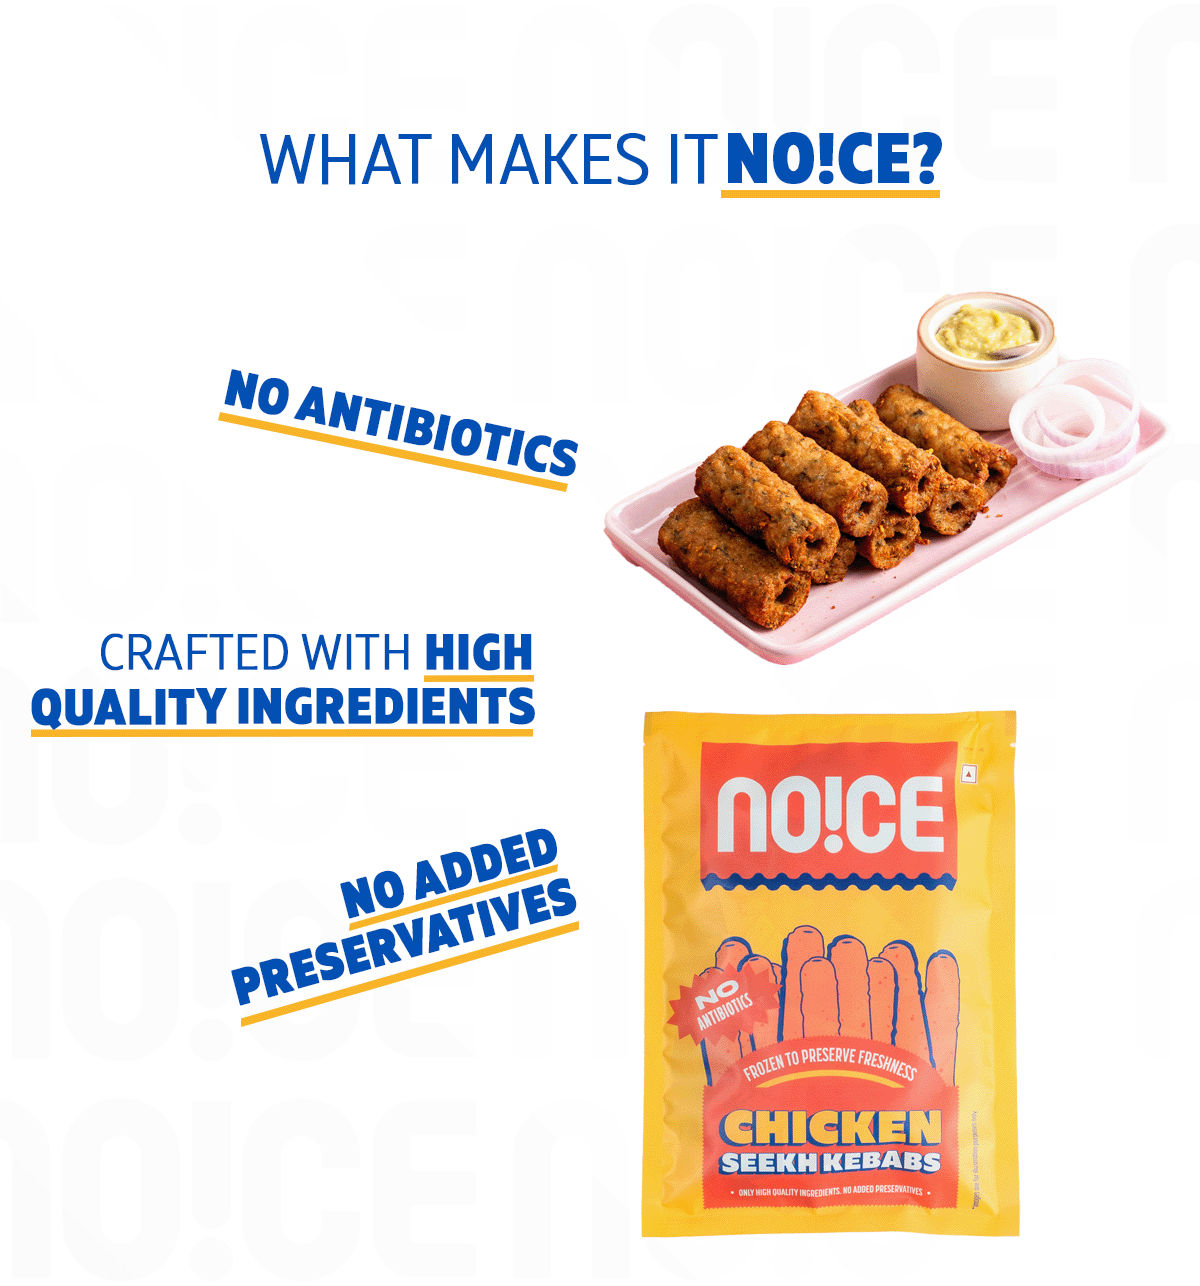 WHAT MAKES IT NO!CE?
NO ANTIBIOTICS
CRAFTED WITH HIGH
QUALITY INGREDIENTS
NO ADDED
PRESERVATIVES
NO!CE
NO
ANTIBIOTICS
FROZEN TO PRESERVE FRESHNESS
CHICKEN
SEEKH KEBABS
• ONLY HIGH QUALITY INGREDIENTS. NO ADDED PRESERVATIVES •